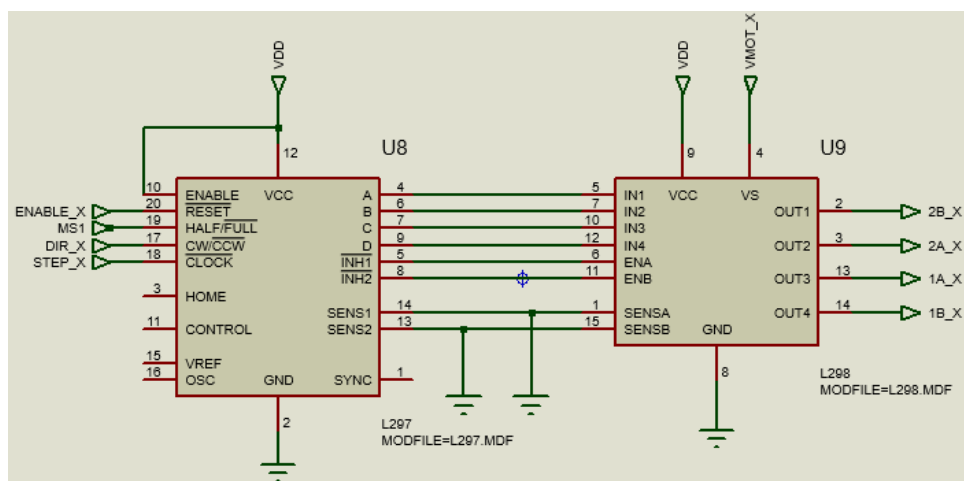 VDD
VDD
VMOT_X
U8
U9
12
9
4
10
ENABLE
VCC
A
4
5
IN1
VCC
VS
ENABLE_X
20
RESET
B
6
7
IN2
OUT1
2
2B_X
MS1
19
HALF/FULL
C
7
10
IN3
DIR_X
17
CW/CCW
D
9
12
IN4
OUT2
3
2A_X
STEP_X
18
CLOCK
INH1
5
6
ENA
INH2
8
11
ENB
OUT3
13
1A_X
3
HOME
SENS1
14
1
SENSA
OUT4
14
1B_X
11
CONTROL
SENS2
13
15
SENSB
GND
15
VREF
16
OSC
GND
SYNC
1
8
2
L297
MODFILE=L297.MDF
L298
MODFILE=L298.MDF